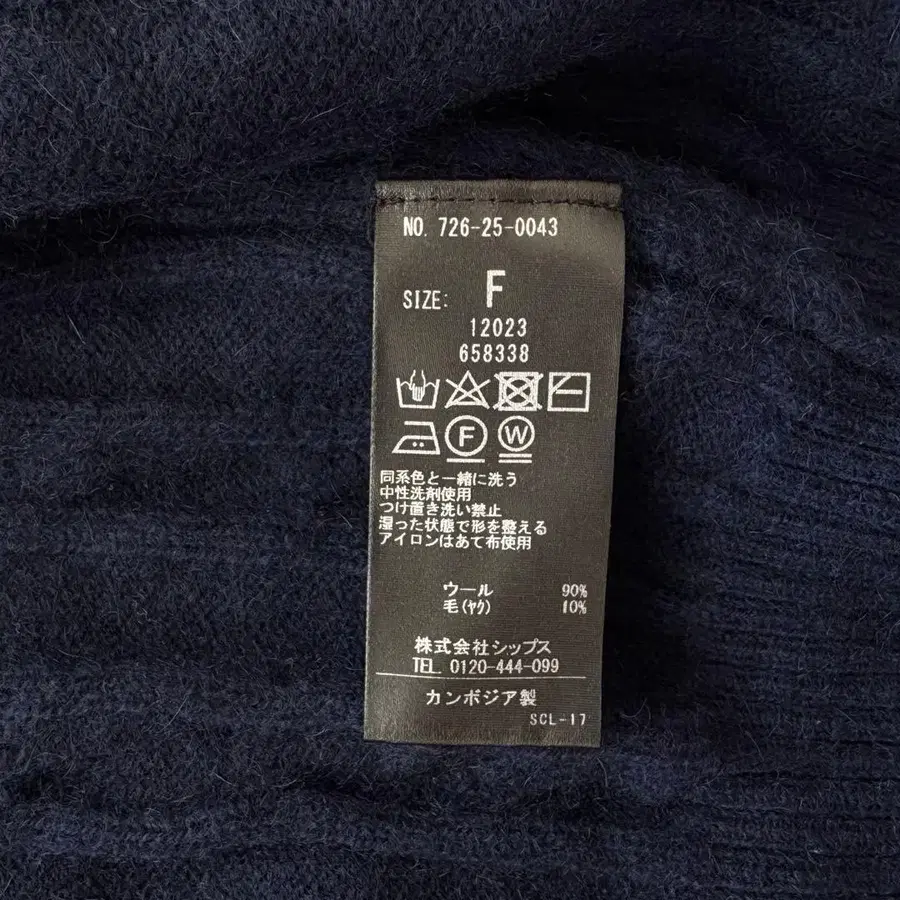 NO. 726-25-0043
SIZE: F
12023
658338
F W
同系色と一緒に洗う
中性洗剤使用
つけ置き洗い禁止
湿った状態で形を整える
アイロンはあて布使用
ウール 90%
毛(ﾔｸ) 10%
株式会社シップス
TEL. 0120-444-099
カンボジア製
SCL-17